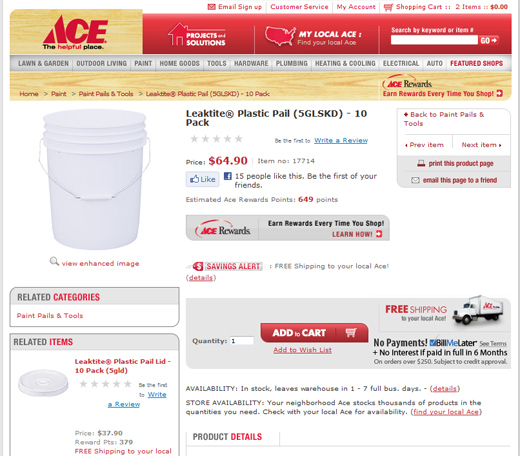 Email Sign up | Customer Service | My Account | Shopping Cart :: 2 Items :: $0.00
ACE
The helpful place.
PROJECTS and SOLUTIONS
MY LOCAL ACE :
Find your local Ace
Search by keyword or item #
GO
LAWN & GARDEN | OUTDOOR LIVING | PAINT | HOME GOODS | TOOLS | HARDWARE | PLUMBING | HEATING & COOLING | ELECTRICAL | AUTO | FEATURED SHOPS
ACE Rewards
Earn Rewards Every Time You Shop!
Home > Paint > Paint Pails & Tools > Leaktite® Plastic Pail (5GLSKD) - 10 Pack
view enhanced image
Leaktite® Plastic Pail (5GLSKD) - 10
Pack
Be the first to Write a Review
Price: $64.90 Item no: 17714
Like
15 people like this. Be the first of your
friends.
Estimated Ace Rewards Points: 649 points
ACE Rewards
Earn Rewards Every Time You Shop!
LEARN HOW!
SAVINGS ALERT : FREE Shipping to your local Ace!
(details)
Back to Paint Pails &
Tools
Prev item
Next item
print this product page
email this page to a friend
Quantity: 1
ADD to CART
Add to Wish List
FREE SHIPPING
to your local Ace!
No Payments! BillMeLater® See Terms
+ No Interest if paid in full in 6 Months
On orders over $250. Subject to credit approval.
AVAILABILITY: In stock, leaves warehouse in 1 - 7 full bus. days. - (details)
STORE AVAILABILITY: Your neighborhood Ace stocks thousands of products in the
quantities you need. Check with your local Ace for availability. (find your local Ace)
PRODUCT DETAILS
RELATED CATEGORIES
Paint Pails & Tools
RELATED ITEMS
Leaktite® Plastic Pail Lid -
10 Pack (5gld)
Be the first
to Write
a Review
Price: $37.90
Reward Pts: 379
FREE Shipping to your local